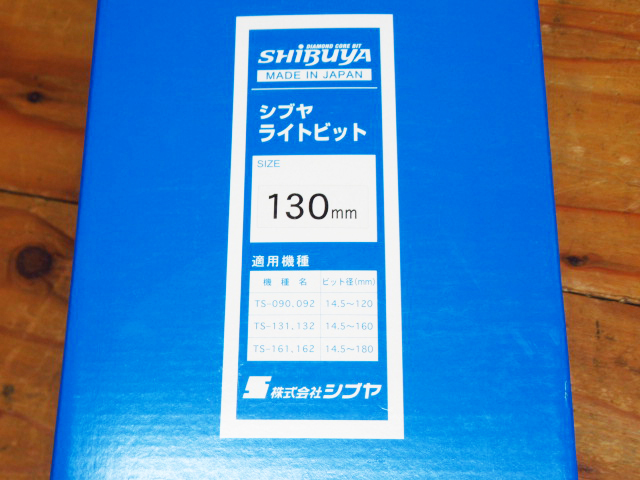 DIAMOND CORE BIT
SHiBUYA
MADE IN JAPAN
シブヤ
ライトビット
SIZE
130mm
適用機種
機 種 名 ビット径(mm)
TS-090,092 14.5～120
TS-131,132 14.5～160
TS-161,162 14.5～180
株式会社シブヤ